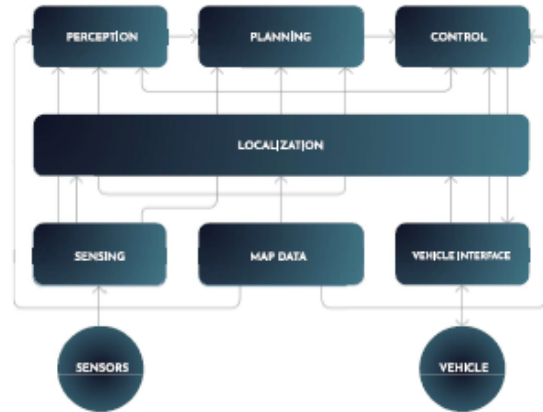 PERCEPTION
PLANNING
CONTROL
LOCALIZATION
SENSING
MAP DATA
VEHICLE INTERFACE
SENSORS
VEHICLE